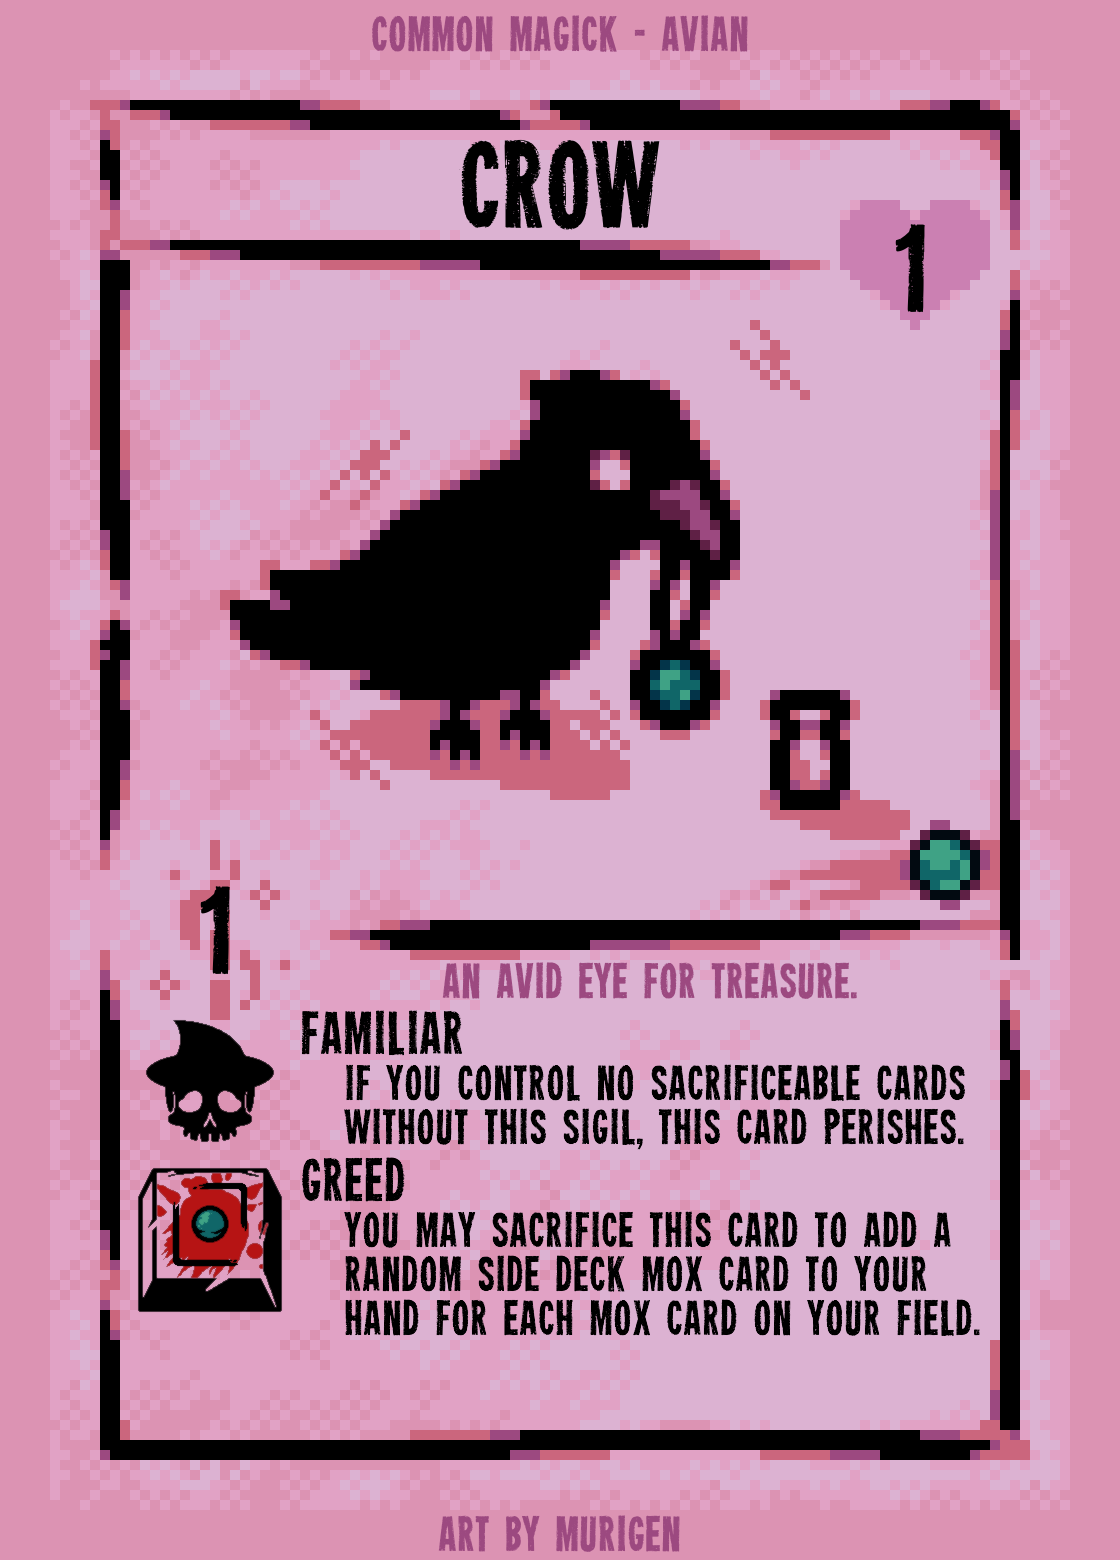 COMMON MAGICK - AVIAN
CROW
1
1
AN AVID EYE FOR TREASURE.
FAMILIAR
IF YOU CONTROL NO SACRIFICEABLE CARDS
WITHOUT THIS SIGIL, THIS CARD PERISHES.
GREED
YOU MAY SACRIFICE THIS CARD TO ADD A
RANDOM SIDE DECK MOX CARD TO YOUR
HAND FOR EACH MOX CARD ON YOUR FIELD.
ART BY MURIGEN